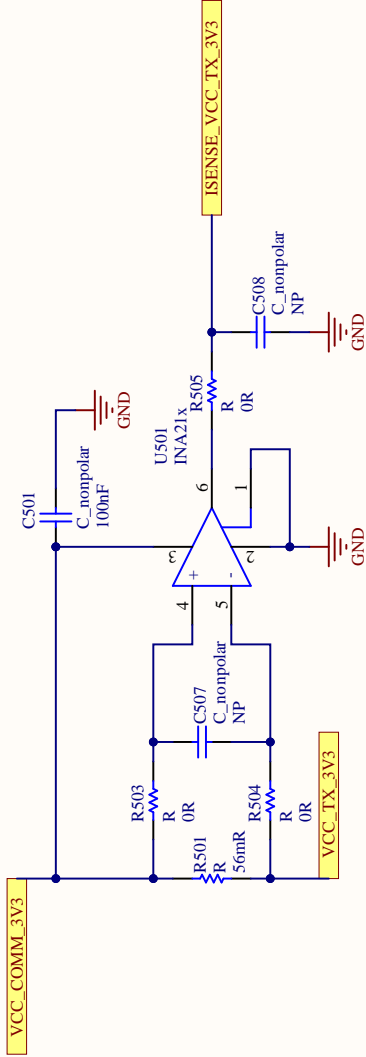 VCC_COMM_3V3
C501
C_nonpolar
100nF
GND
R503
R
0R
R501
R
56mR
R504
R
0R
VCC_TX_3V3
C507
C_nonpolar
NP
U501
INA21x
4
5
+
-
3
2
6
1
GND
R505
R
0R
C508
C_nonpolar
NP
GND
ISENSE_VCC_TX_3V3